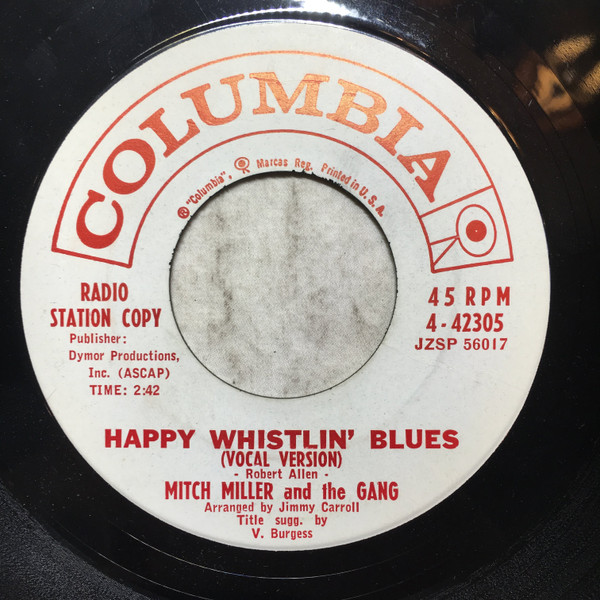 COLUMBIA
® "Columbia", Marcas Reg. Printed in U.S.A.
RADIO
STATION COPY
Publisher:
Dymor Productions,
Inc. (ASCAP)
TIME: 2:42
45 RPM
4-42305
JZSP 56017
HAPPY WHISTLIN' BLUES
(VOCAL VERSION)
- Robert Allen -
MITCH MILLER and the GANG
Arranged by Jimmy Carroll
Title sugg. by
V. Burgess